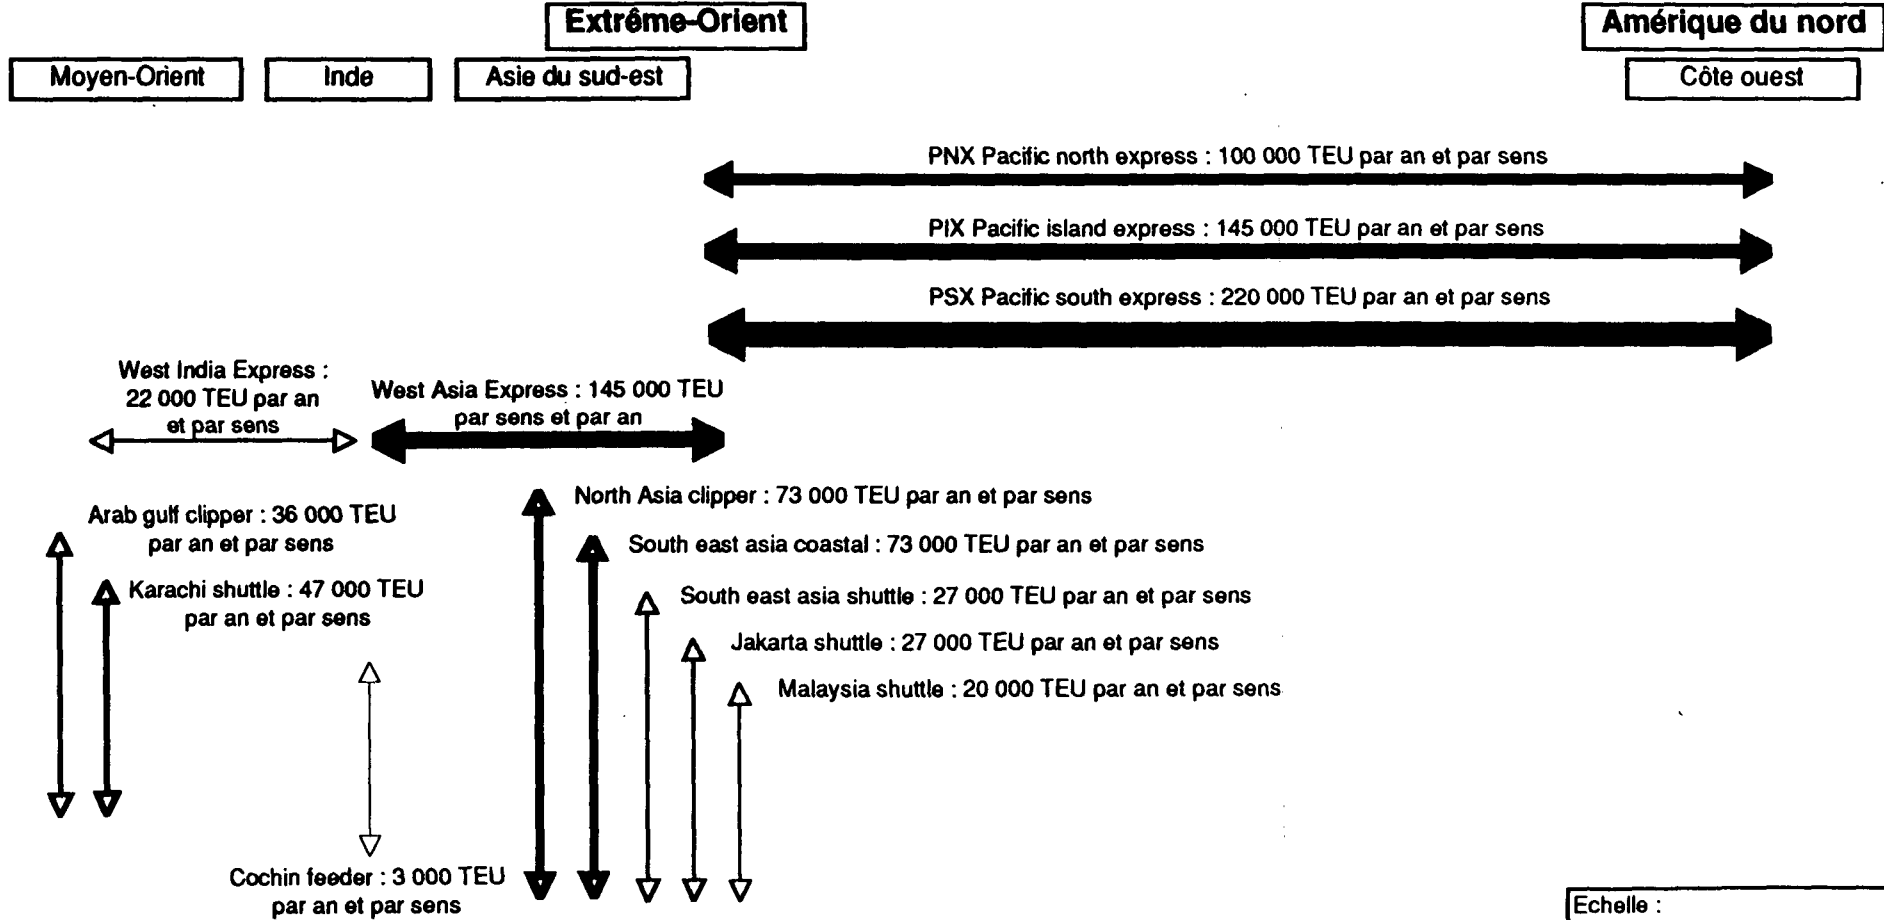 Extrême-Orient
Amérique du nord
Moyen-Orient
Inde
Asie du sud-est
Côte ouest
PNX Pacific north express : 100 000 TEU par an et par sens
PIX Pacific island express : 145 000 TEU par an et par sens
PSX Pacific south express : 220 000 TEU par an et par sens
West India Express :
22 000 TEU par an
et par sens
West Asia Express : 145 000 TEU
par sens et par an
North Asia clipper : 73 000 TEU par an et par sens
Arab gulf clipper : 36 000 TEU
par an et par sens
South east asia coastal : 73 000 TEU par an et par sens
Karachi shuttle : 47 000 TEU
par an et par sens
South east asia shuttle : 27 000 TEU par an et par sens
Jakarta shuttle : 27 000 TEU par an et par sens
Malaysia shuttle : 20 000 TEU par an et par sens
Cochin feeder : 3 000 TEU
par an et par sens
Echelle :